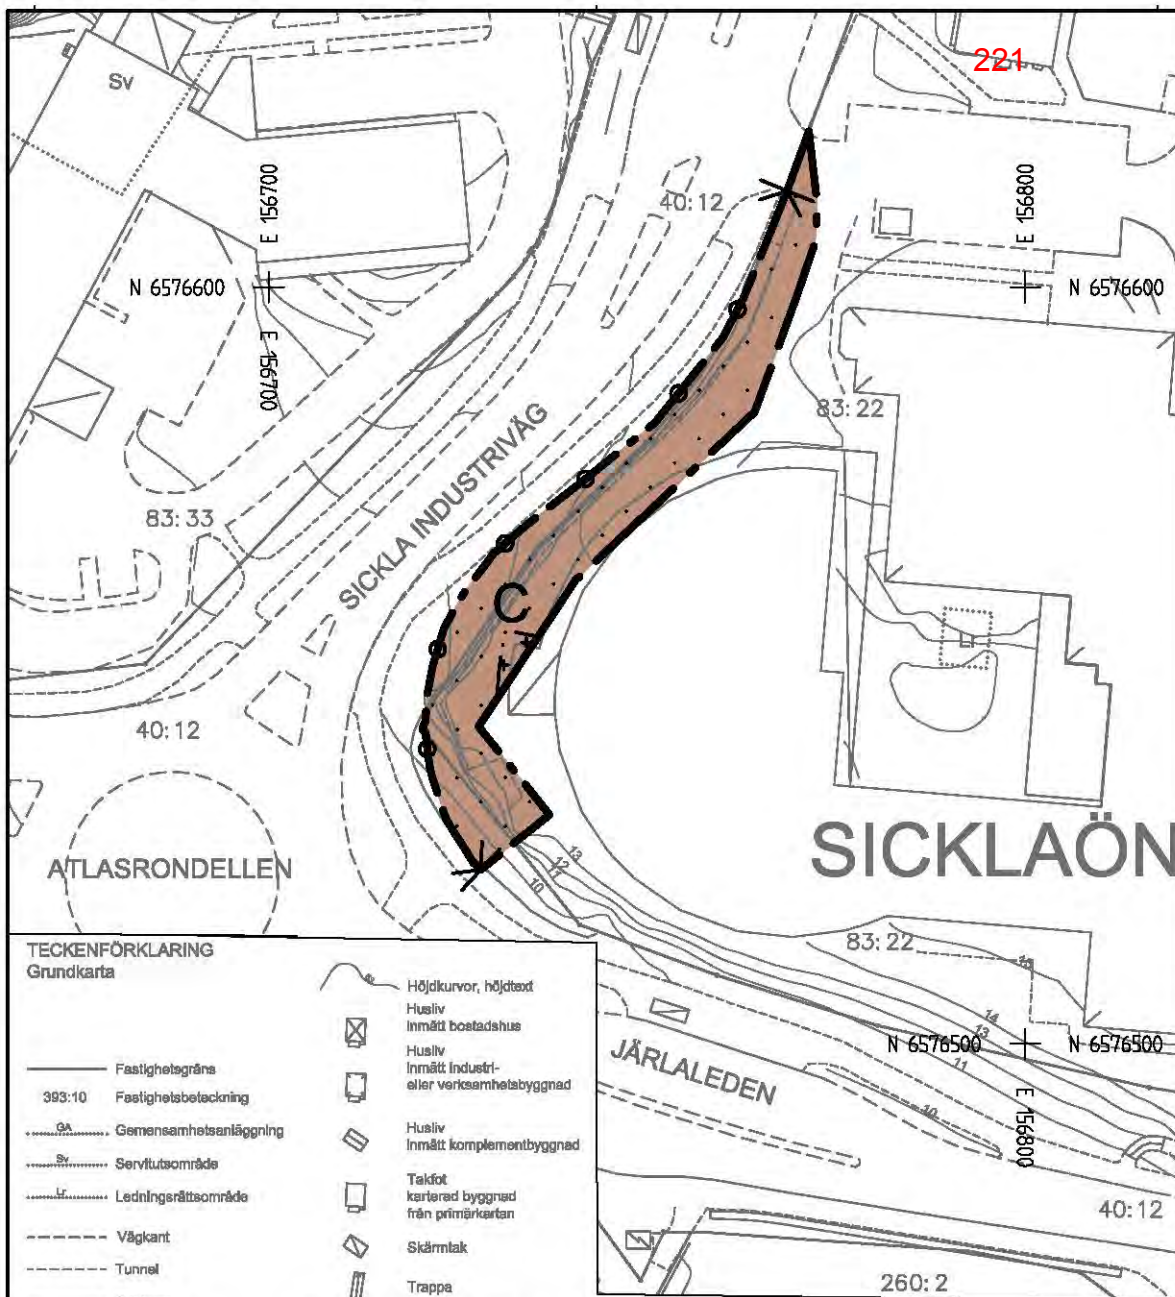 221
Sv
E 156700
E 156800
40:12
N 6576600
N 6576600
E 156700
83:22
SICKLA INDUSTRIVÄG
83:33
C
40:12
SICKLAÖN
ATLASRONDELLEN
13
12
11
10
83:22
15
14
13
11
10
N 6576500
N 6576500
JÄRLALEDEN
E 156800
40:12
260:2
TECKENFÖRKLARING
Grundkarta
Fastighetsgräns
393:10 Fastighetsbeteckning
GA Gemensamhetsanläggning
Sv Servitutsområde
Lr Ledningsrättsområde
Vägkant
Tunnel
Höjdkurvor, höjdtext
Husliv
Inmätt bostadshus
Husliv
Inmätt industri-
eller verksamhetsbyggnad
Husliv
Inmätt komplementbyggnad
Takfot
karterad byggnad
från primärkartan
Skärmtak
Trappa